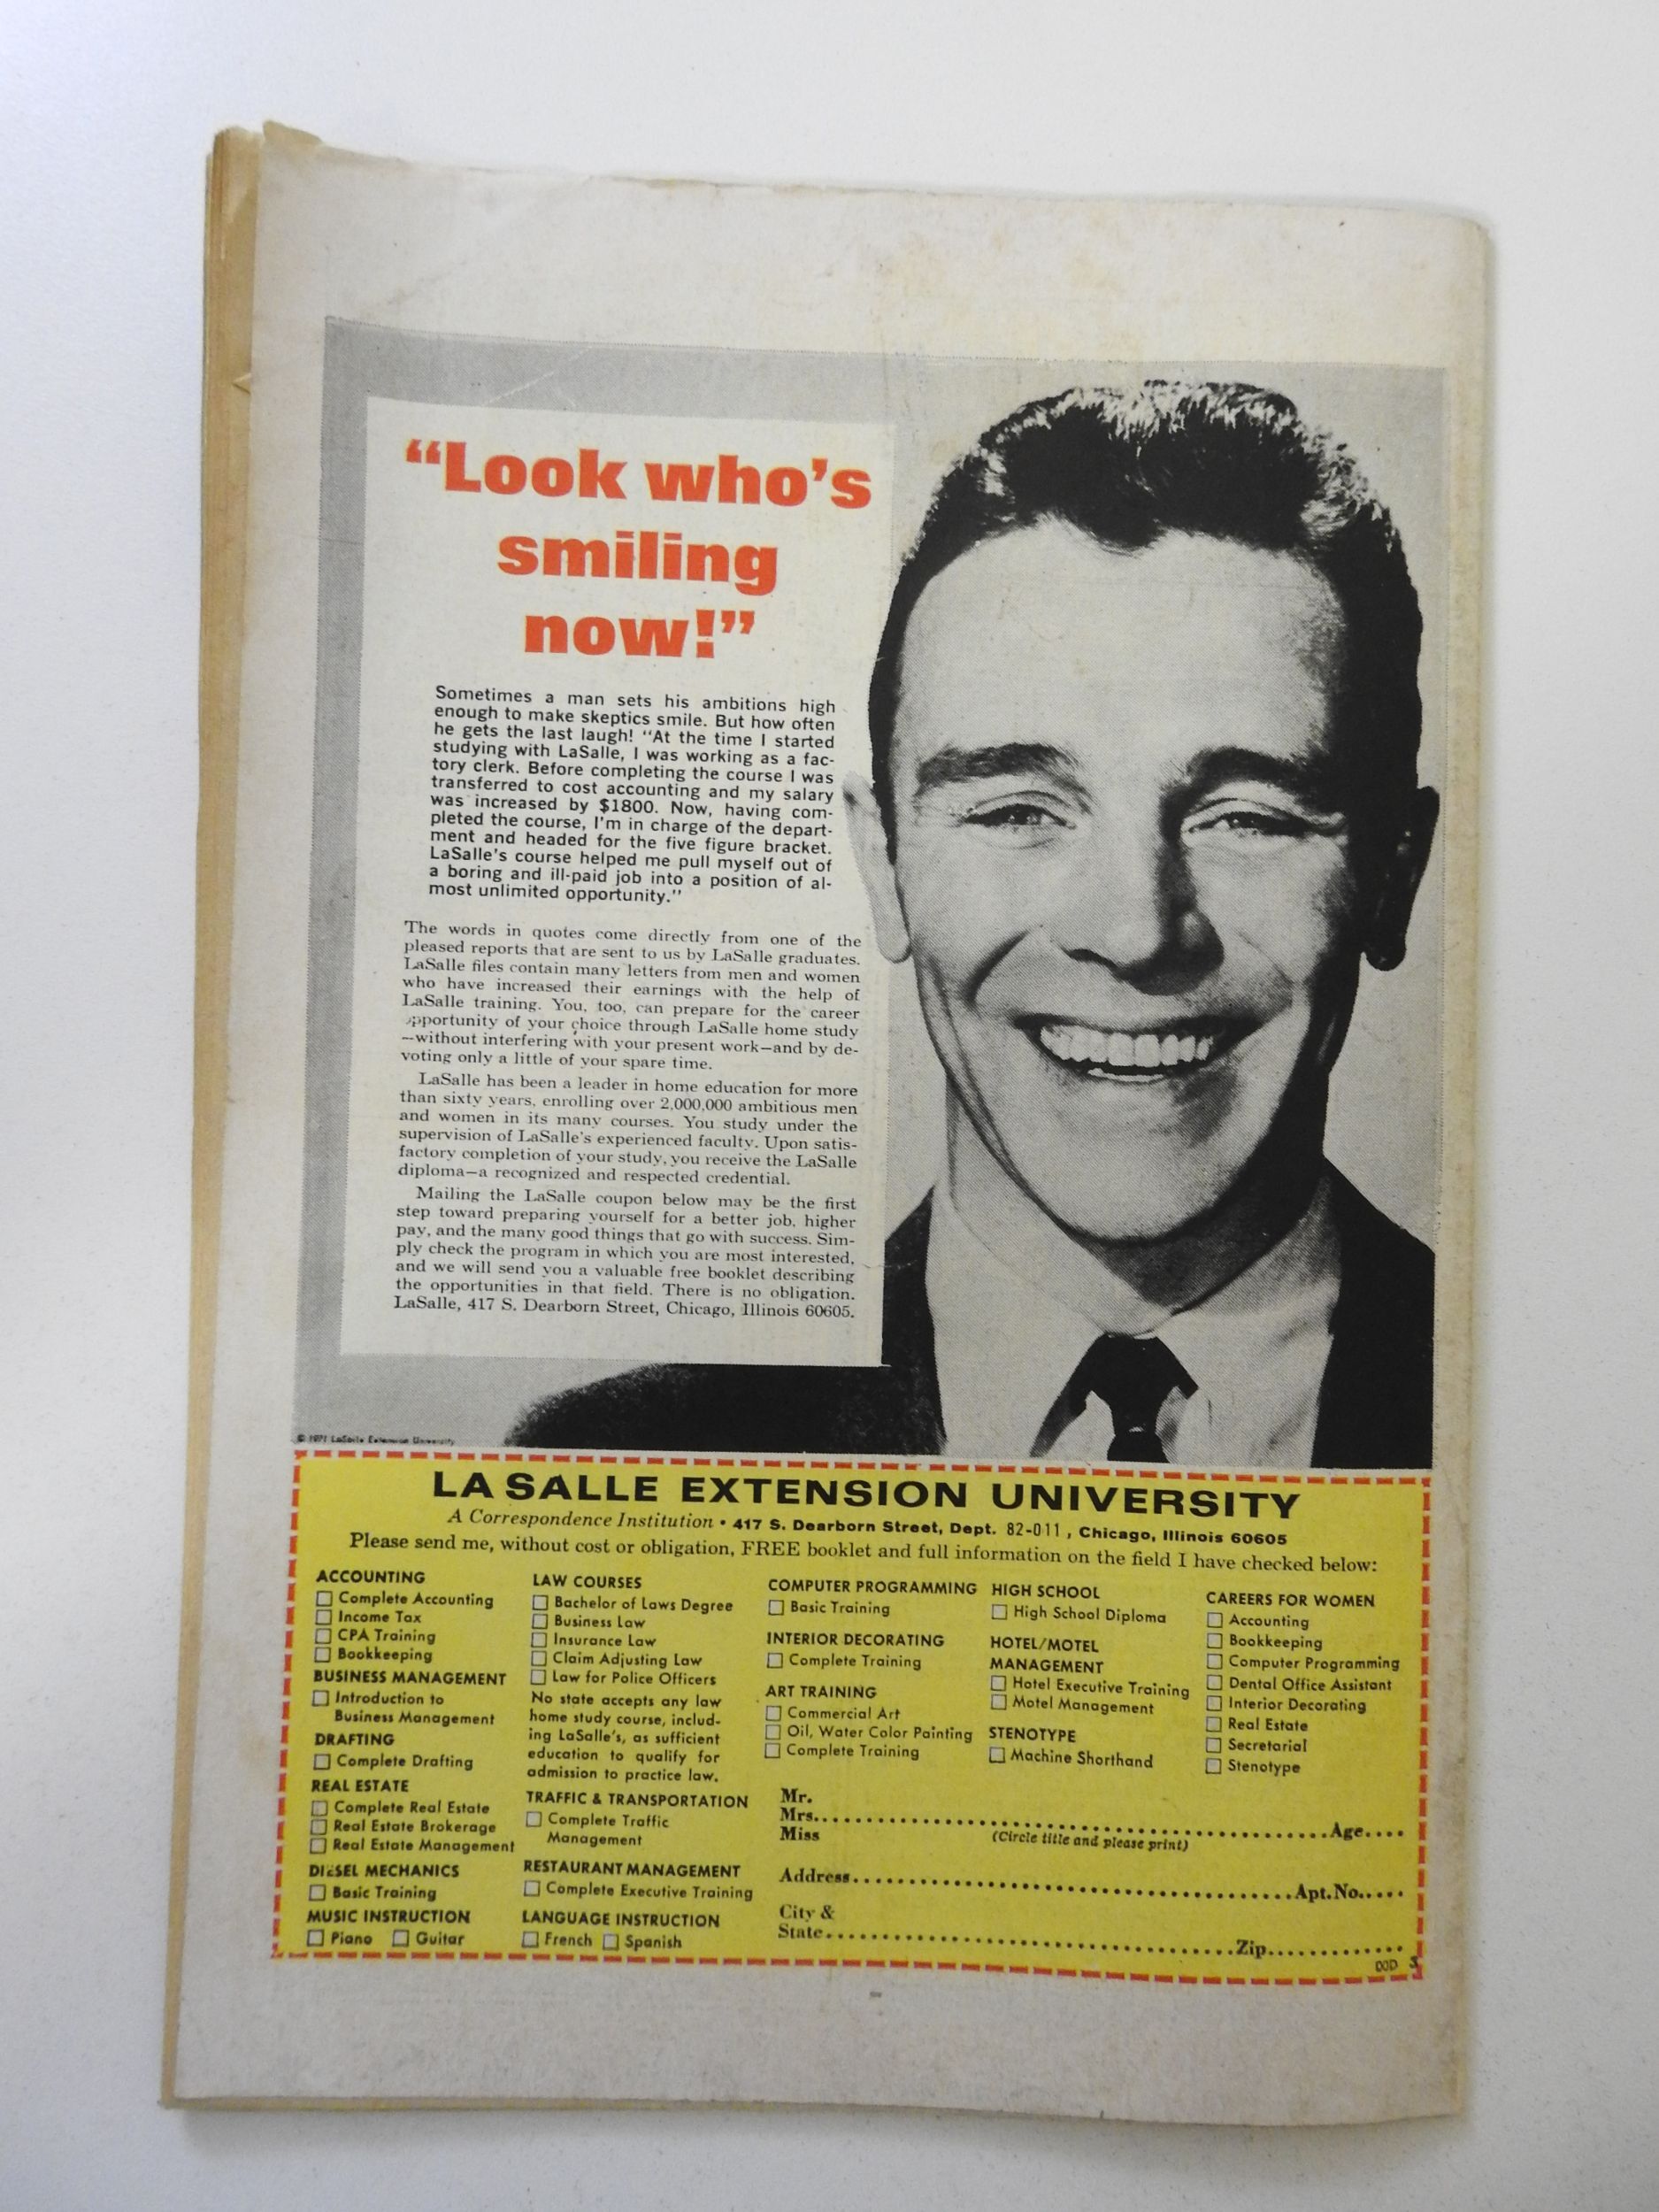 “Look who’s
smiling
now!”
Sometimes a man sets his ambitions high
enough to make skeptics smile. But how often
he gets the last laugh! “At the time I started
studying with LaSalle, I was working as a fac-
tory clerk. Before completing the course I was
transferred to cost accounting and my salary
was increased by $1800. Now, having com-
pleted the course, I’m in charge of the depart-
ment and headed for the five figure bracket.
LaSalle’s course helped me pull myself out of
a boring and ill-paid job into a position of al-
most unlimited opportunity.”
The words in quotes come directly from one of the
pleased reports that are sent to us by LaSalle graduates.
LaSalle files contain many letters from men and women
who have increased their earnings with the help of
LaSalle training. You, too, can prepare for the career
opportunity of your choice through LaSalle home study
—without interfering with your present work—and by de-
voting only a little of your spare time.
LaSalle has been a leader in home education for more
than sixty years, enrolling over 2,000,000 ambitious men
and women in its many courses. You study under the
supervision of LaSalle’s experienced faculty. Upon satis-
factory completion of your study, you receive the LaSalle
diploma—a recognized and respected credential.
Mailing the LaSalle coupon below may be the first
step toward preparing yourself for a better job, higher
pay, and the many good things that go with success. Sim-
ply check the program in which you are most interested,
and we will send you a valuable free booklet describing
the opportunities in that field. There is no obligation.
LaSalle, 417 S. Dearborn Street, Chicago, Illinois 60605.
© 1971 LaSalle Extension University
LA SALLE EXTENSION UNIVERSITY
A Correspondence Institution • 417 S. Dearborn Street, Dept. 82-011, Chicago, Illinois 60605
Please send me, without cost or obligation, FREE booklet and full information on the field I have checked below:
ACCOUNTING
Complete Accounting
Income Tax
CPA Training
Bookkeeping
BUSINESS MANAGEMENT
Introduction to
Business Management
DRAFTING
Complete Drafting
REAL ESTATE
Complete Real Estate
Real Estate Brokerage
Real Estate Management
DIESEL MECHANICS
Basic Training
MUSIC INSTRUCTION
Piano Guitar
LAW COURSES
Bachelor of Laws Degree
Business Law
Insurance Law
Claim Adjusting Law
Law for Police Officers
No state accepts any law
home study course, includ-
ing LaSalle’s, as sufficient
education to qualify for
admission to practice law.
TRAFFIC & TRANSPORTATION
Complete Traffic
Management
RESTAURANT MANAGEMENT
Complete Executive Training
LANGUAGE INSTRUCTION
French Spanish
COMPUTER PROGRAMMING
Basic Training
INTERIOR DECORATING
Complete Training
ART TRAINING
Commercial Art
Oil, Water Color Painting
Complete Training
HIGH SCHOOL
High School Diploma
HOTEL/MOTEL
MANAGEMENT
Hotel Executive Training
Motel Management
STENOTYPE
Machine Shorthand
CAREERS FOR WOMEN
Accounting
Bookkeeping
Computer Programming
Dental Office Assistant
Interior Decorating
Real Estate
Secretarial
Stenotype
Mr.
Mrs. Age
Miss (Circle title and please print)
Address Apt. No.
City &
State Zip
DOD 3